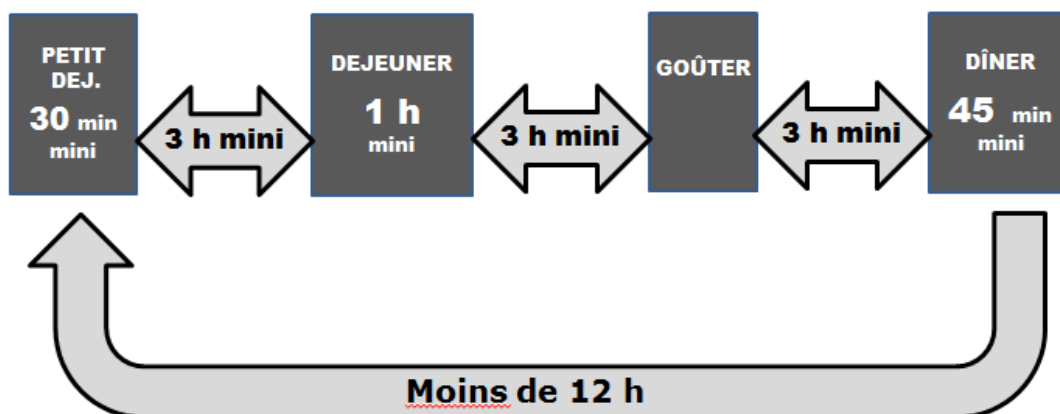 PETIT
DEJ.
30 min
mini
3 h mini
DEJEUNER
1 h
mini
3 h mini
GOÛTER
3 h mini
DÎNER
45 min
mini
Moins de 12 h